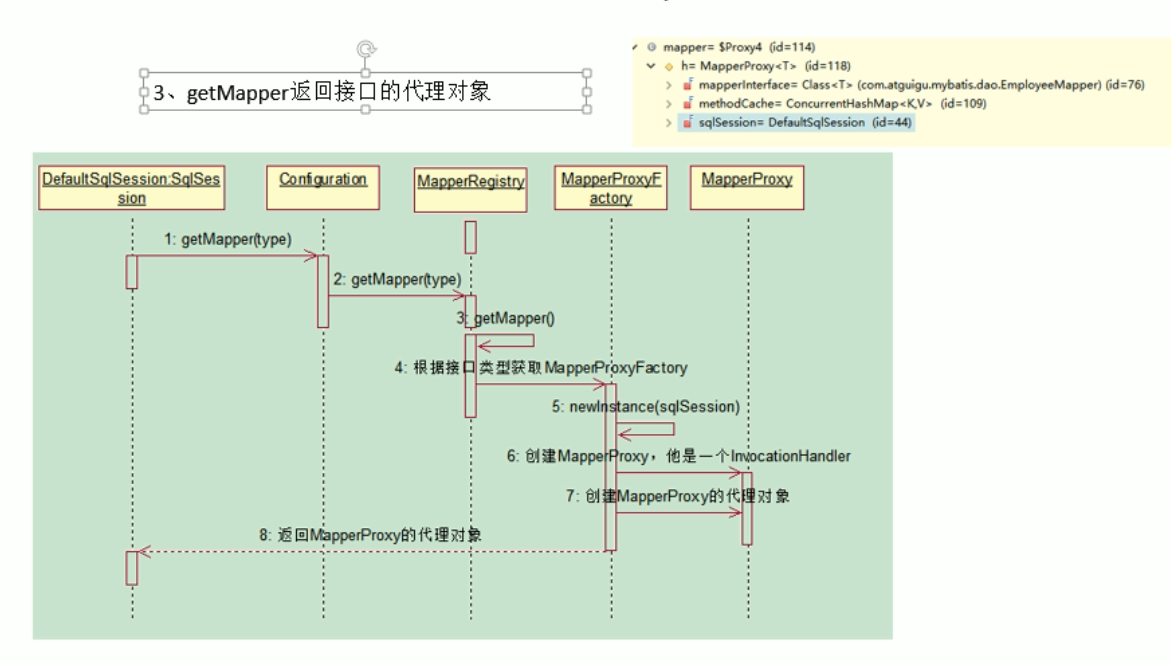 3、getMapper返回接口的代理对象
mapper= $Proxy4 (id=114)
h= MapperProxy<T> (id=118)
mapperInterface= Class<T> (com.atguigu.mybatis.dao.EmployeeMapper) (id=76)
methodCache= ConcurrentHashMap<K,V> (id=109)
sqlSession= DefaultSqlSession (id=44)
DefaultSqlSession:SqlSes
sion
Configuration
MapperRegistry
MapperProxyF
actory
MapperProxy
1: getMapper(type)
2: getMapper(type)
3: getMapper()
4: 根据接口类型获取MapperProxyFactory
5: newInstance(sqlSession)
6: 创建MapperProxy，他是一个InvocationHandler
7: 创建MapperProxy的代理对象
8: 返回MapperProxy的代理对象